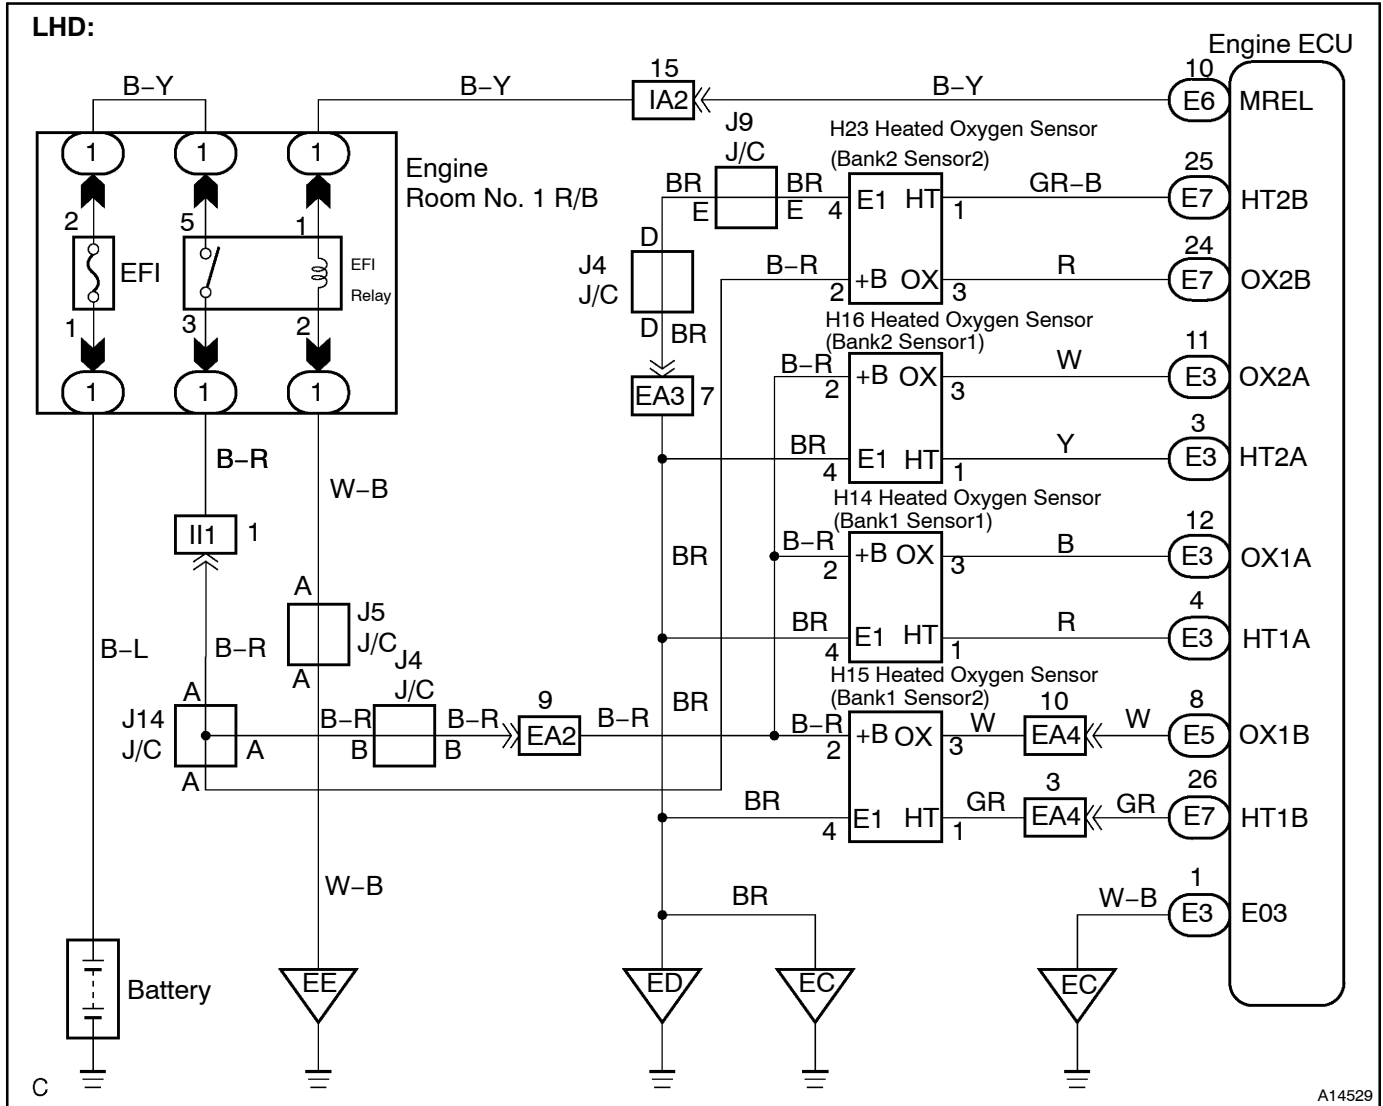 LHD:
Engine ECU
B–Y
B–Y
15
IA2
B–Y
10
E6
MREL
1
1
1
Engine
Room No. 1 R/B
J9
J/C
H23 Heated Oxygen Sensor
(Bank2 Sensor2)
BR
E
BR
E
4
E1
HT
1
GR–B
25
E7
HT2B
2
5
1
EFI
EFI
Relay
D
J4
J/C
D
BR
B–R
2
+B
OX
3
R
24
E7
OX2B
1
3
2
1
1
1
H16 Heated Oxygen Sensor
(Bank2 Sensor1)
B–R
2
+B
OX
3
W
11
E3
OX2A
EA3
7
BR
4
E1
HT
1
Y
3
E3
HT2A
B–R
W–B
H14 Heated Oxygen Sensor
(Bank1 Sensor1)
II1
1
BR
B–R
2
+B
OX
3
B
12
E3
OX1A
A
J5
J/C
A
BR
4
E1
HT
1
R
4
E3
HT1A
B–L
B–R
J4
J/C
H15 Heated Oxygen Sensor
(Bank1 Sensor2)
A
J14
J/C
A
A
B–R
B
B–R
B
9
EA2
B–R
BR
B–R
2
+B
OX
3
W
10
EA4
W
8
E5
OX1B
BR
4
E1
HT
1
GR
3
EA4
GR
26
E7
HT1B
W–B
BR
W–B
1
E3
E03
Battery
EE
ED
EC
EC
C
A14529